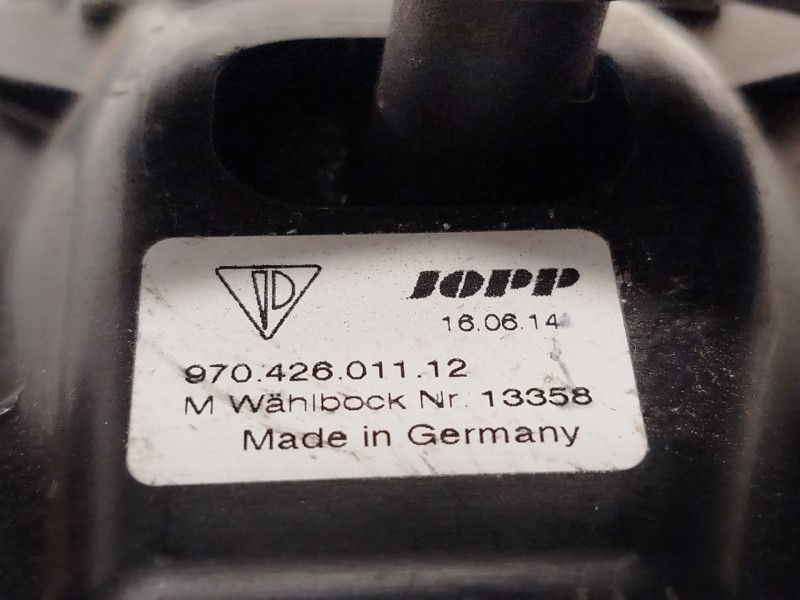 JOPP
16.06.14
970.426.011.12
M Wählbock Nr. 13358
Made in Germany